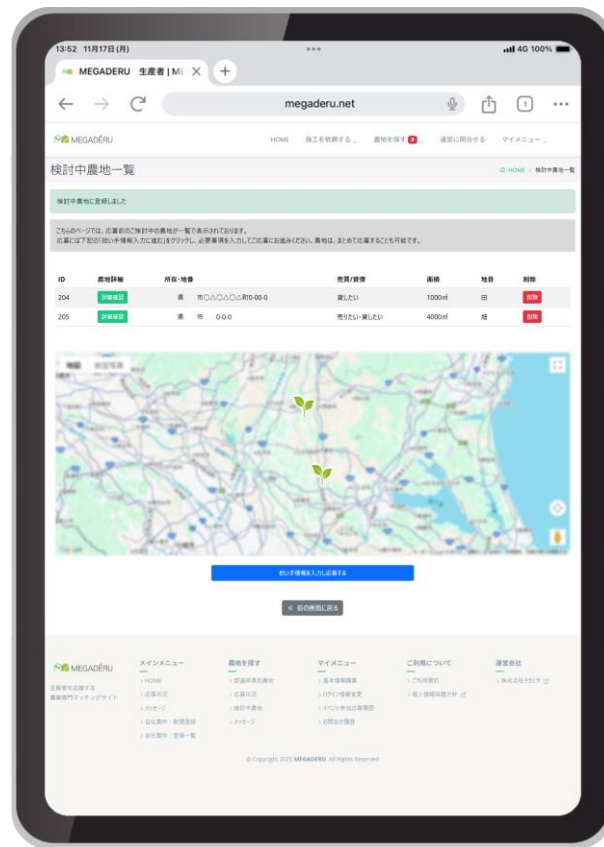 13:52 11月17日(月)
4G 100%
MEGADERU 生産者 | ME
megaderu.net
1
MEGADERU
HOME 施工を依頼する 農地を探す 運営に問合せる マイメニュー
検討中農地一覧
HOME / 検討中農地一覧
検討中農地に登録しました
こちらのページでは、応募前のご検討中の農地が一覧で表示されております。
応募には下記の「担い手情報入力に進む」をクリックし、必要事項を入力してご応募にお進みください。農地は、まとめて応募することも可能です。
ID 農地詳細 所在・地番 売買/貸借 面積 地目 削除
204 詳細確認 県 市〇△〇△〇△町0-00-0 貸したい 1000㎡ 田 削除
205 詳細確認 県 市 0-0-0 売りたい・貸したい 4000㎡ 畑 削除
地図 航空写真
Google
担い手情報を入力し応募する
前の画面に戻る
MEGADERU
生産者を応援する
農業専門マッチングサイト
メインメニュー
HOME
応募状況
メッセージ
自社案件：新規登録
自社案件：登録一覧
農地を探す
都道府県別農地
応募状況
検討中農地
メッセージ
マイメニュー
基本情報編集
ログイン情報変更
イベント参加応募履歴
お問合せ履歴
ご利用について
ご利用規約
個人情報保護方針
運営会社
© Copyright 2025 MEGADERU. All Rights Reserved